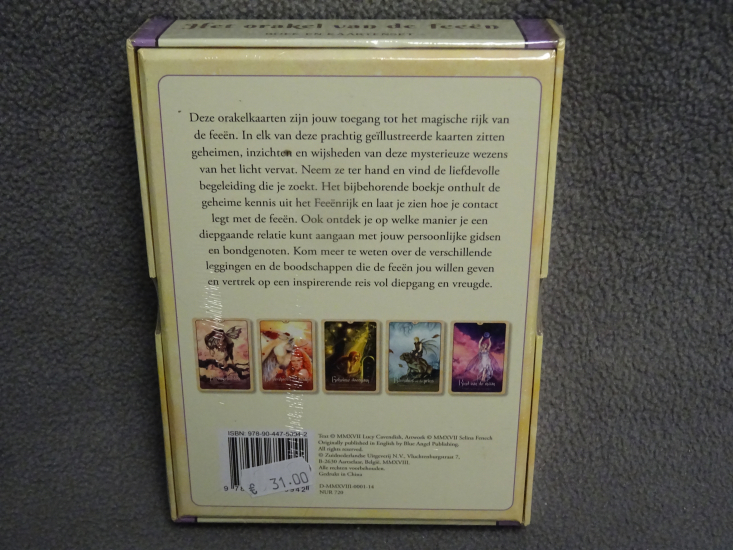 Het orakel van de feeën
BOEK EN KAARTENSET
Deze orakelkaarten zijn jouw toegang tot het magische rijk van
de feeën. In elk van deze prachtig geïllustreerde kaarten zitten
geheimen, inzichten en wijsheden van deze mysterieuze wezens
van het licht vervat. Neem ze ter hand en vind de liefdevolle
begeleiding die je zoekt. Het bijbehorende boekje onthult de
geheime kennis uit het Feeënrijk en laat je zien hoe je contact
legt met de feeën. Ook ontdek je op welke manier je een
diepgaande relatie kunt aangaan met jouw persoonlijke gidsen
en bondgenoten. Kom meer te weten over de verschillende
leggingen en de boodschappen die de feeën jou willen geven
en vertrek op een inspirerende reis vol diepgang en vreugde.
ISBN: 978-90-447-5
€ 31.00
Text © MMXVII Lucy Cavendish, Artwork © MMXVII Selina Fenech
Originally published in English by Blue Angel Publishing.
All rights reserved.
© Zuidnederlandse Uitgeverij N.V., Vluchtenburgstraat 7,
B-2630 Aartselaar, België, MMXVIII.
Alle rechten voorbehouden.
Gedrukt in China
D-MMXVIII-0001-14
NUR 720